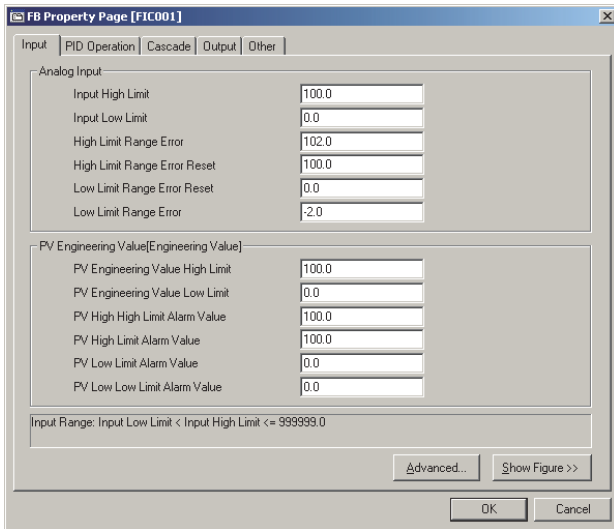 FB Property Page [FIC001]
Input PID Operation Cascade Output Other
Analog Input
Input High Limit 100.0
Input Low Limit 0.0
High Limit Range Error 102.0
High Limit Range Error Reset 100.0
Low Limit Range Error Reset 0.0
Low Limit Range Error -2.0
PV Engineering Value[Engineering Value]
PV Engineering Value High Limit 100.0
PV Engineering Value Low Limit 0.0
PV High High Limit Alarm Value 100.0
PV High Limit Alarm Value 100.0
PV Low Limit Alarm Value 0.0
PV Low Low Limit Alarm Value 0.0
Input Range: Input Low Limit < Input High Limit <= 999999.0
Advanced... Show Figure >>
OK Cancel